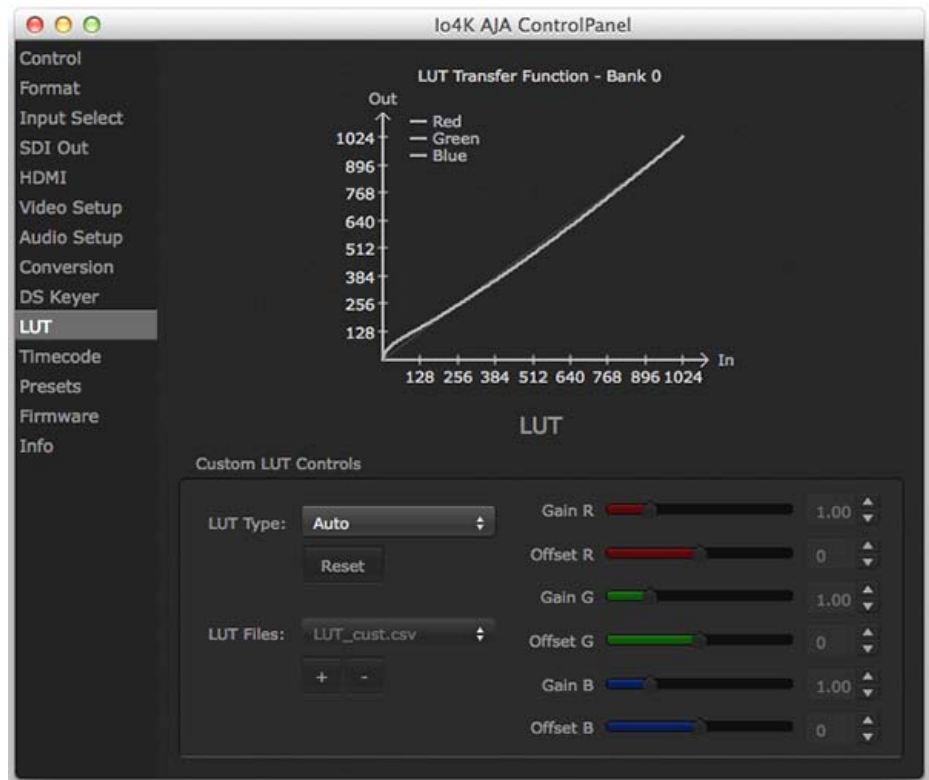 Io4K AJA ControlPanel
Control
Format
Input Select
SDI Out
HDMI
Video Setup
Audio Setup
Conversion
DS Keyer
LUT
Timecode
Presets
Firmware
Info
LUT Transfer Function - Bank 0
Out
Red
Green
Blue
1024
896
768
640
512
384
256
128
In
128 256 384 512 640 768 896 1024
LUT
Custom LUT Controls
LUT Type: Auto
Reset
LUT Files: LUT_cust.csv
+ -
Gain R 1.00
Offset R 0
Gain G 1.00
Offset G 0
Gain B 1.00
Offset B 0